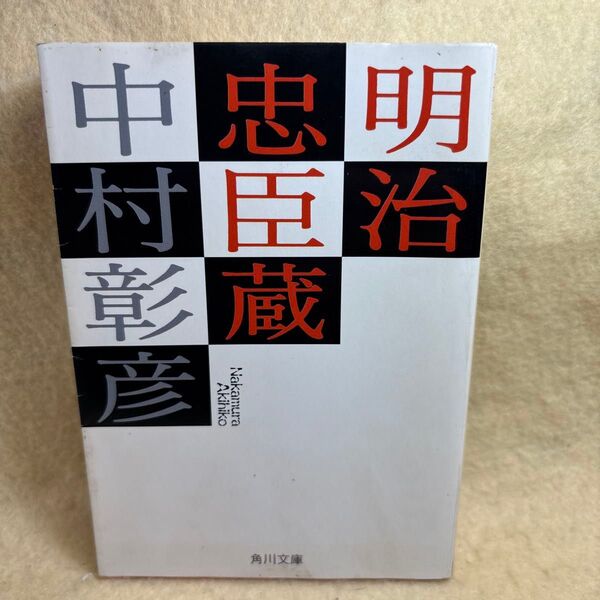 明治
忠臣蔵
中村彰彦
Nakamura
Akihiko
角川文庫